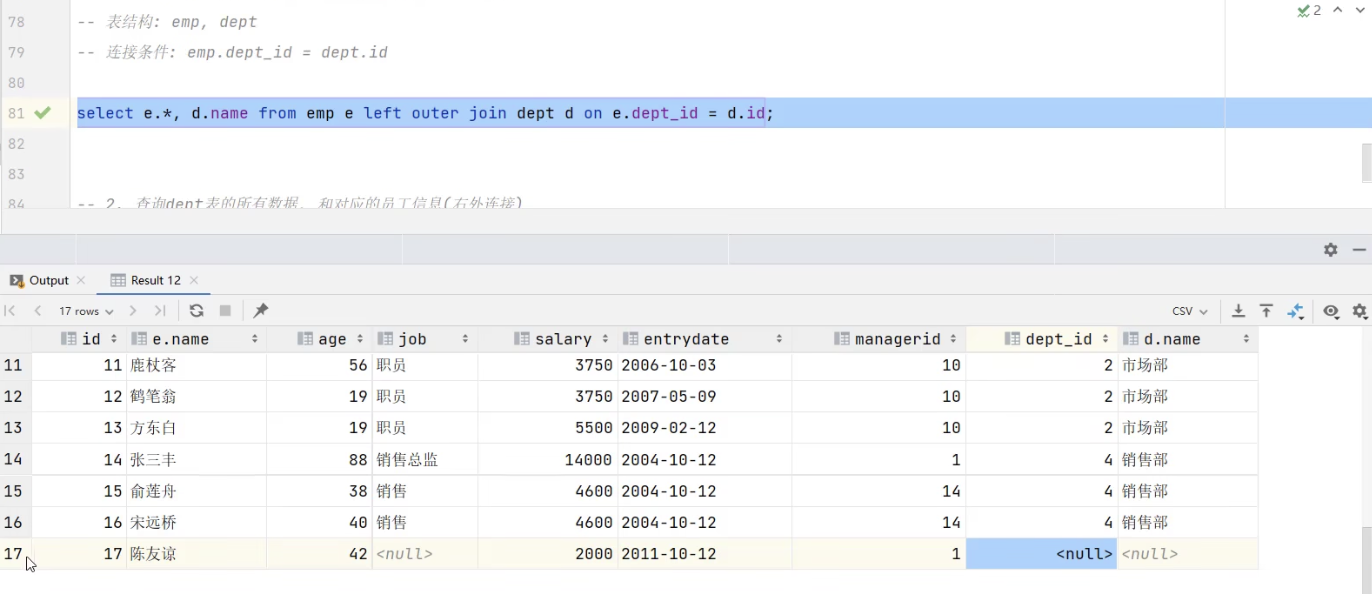 78 -- 表结构: emp, dept
79 -- 连接条件: emp.dept_id = dept.id
80
81 select e.*, d.name from emp e left outer join dept d on e.dept_id = d.id;
82
83
84 -- 2. 查询dept表的所有数据, 和对应的员工信息(右外连接)
2
Output Result 12
17 rows CSV
id e.name age job salary entrydate managerid dept_id d.name
11 11 鹿杖客 56 职员 3750 2006-10-03 10 2 市场部
12 12 鹤笔翁 19 职员 3750 2007-05-09 10 2 市场部
13 13 方东白 19 职员 5500 2009-02-12 10 2 市场部
14 14 张三丰 88 销售总监 14000 2004-10-12 1 4 销售部
15 15 俞莲舟 38 销售 4600 2004-10-12 14 4 销售部
16 16 宋远桥 40 销售 4600 2004-10-12 14 4 销售部
17 17 陈友谅 42 <null> 2000 2011-10-12 1 <null> <null>